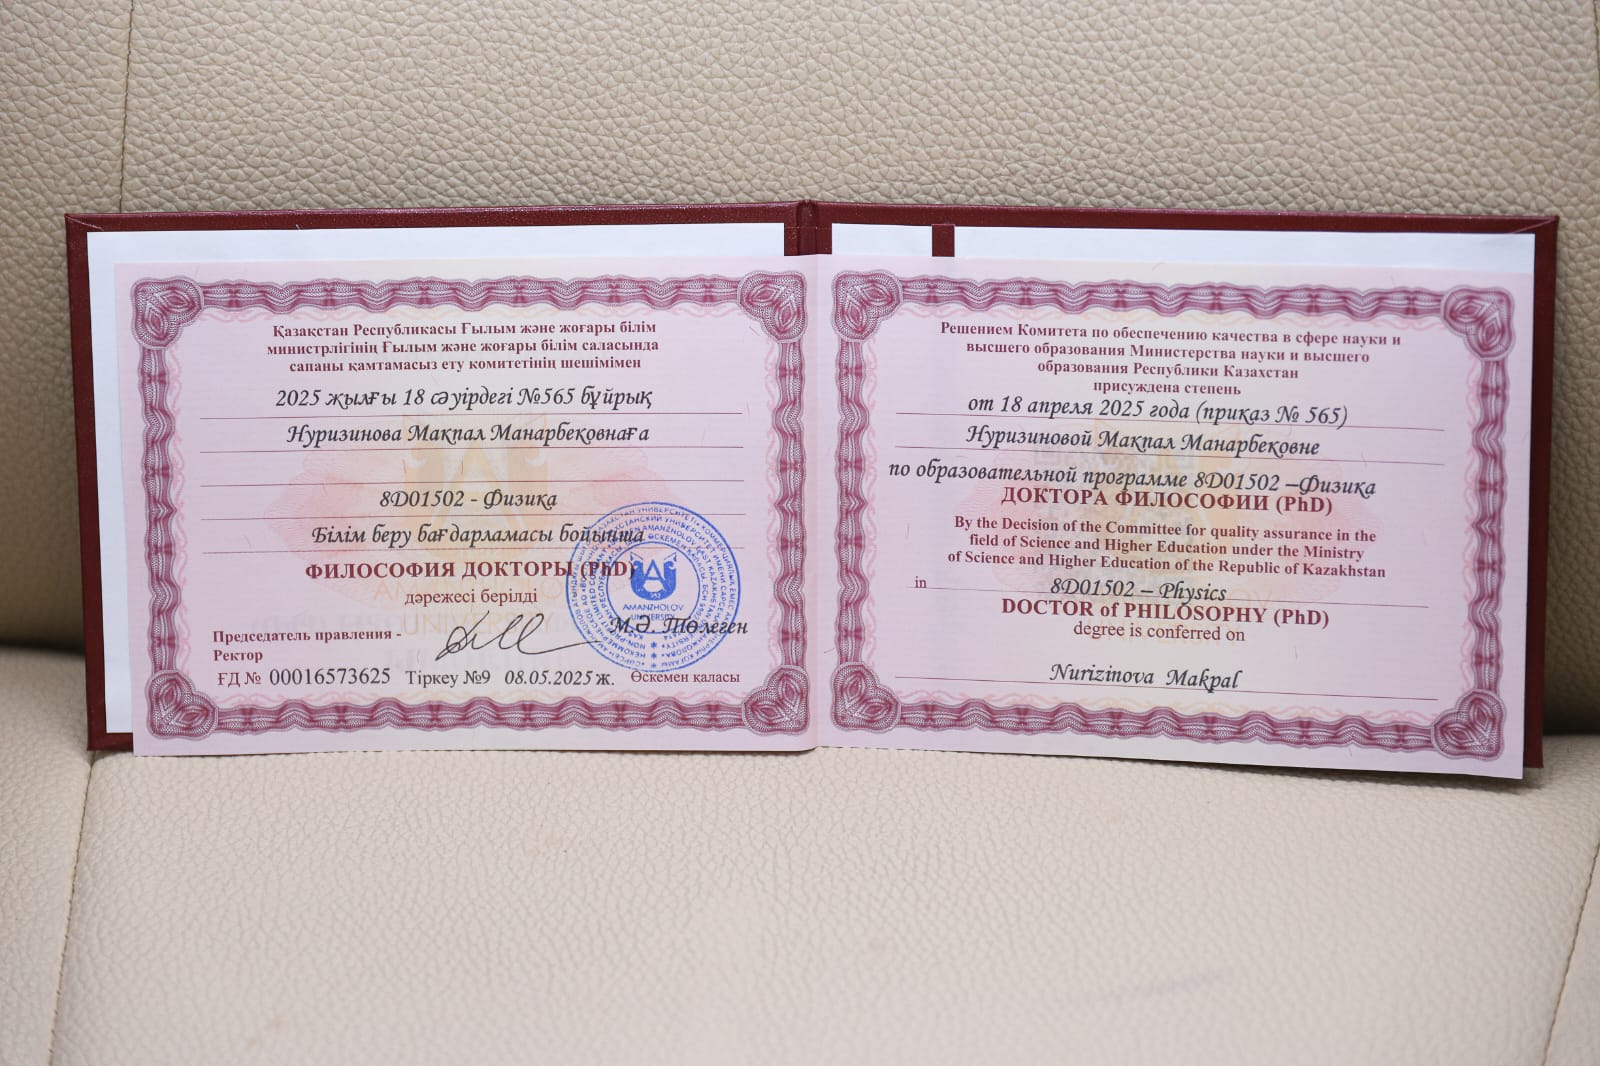 Қазақстан Республикасы Ғылым және жоғары білім
министрлігінің Ғылым және жоғары білім саласында
сапаны қамтамасыз ету комитетінің шешімімен
2025 жылғы 18 сәуірдегі №565 бұйрық
Нуризинова Мақпал Манарбековнаға
8D01502 - Физика
Білім беру бағдарламасы бойынша
ФИЛОСОФИЯ ДОКТОРЫ (PhD)
дәрежесі берілді
Председатель правления -
Ректор
М.Ә. Төлеген
ҒД № 00016573625 Тіркеу №9 08.05.2025 ж. Өскемен қаласы
AMANZHOLOV
UNIVERSITY
Решением Комитета по обеспечению качества в сфере науки и
высшего образования Министерства науки и высшего
образования Республики Казахстан
присуждена степень
от 18 апреля 2025 года (приказ № 565)
Нуризиновой Мақпал Манарбековне
по образовательной программе 8D01502 –Физика
ДОКТОРА ФИЛОСОФИИ (PhD)
By the Decision of the Committee for quality assurance in the
field of Science and Higher Education under the Ministry
of Science and Higher Education of the Republic of Kazakhstan
in 8D01502 – Physics
DOCTOR of PHILOSOPHY (PhD)
degree is conferred on
Nurizinova Makpal